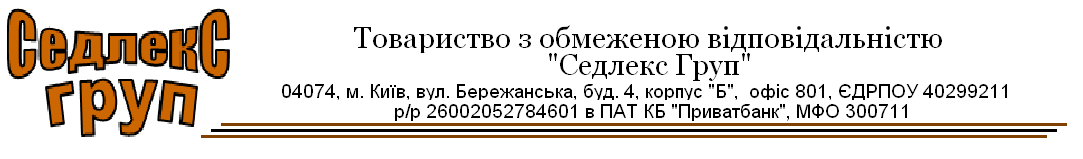 Седлекс
груп
Товариство з обмеженою відповідальністю
"Седлекс Груп"
04074, м. Київ, вул. Бережанська, буд. 4, корпус "Б", офіс 801, ЄДРПОУ 40299211
р/р 26002052784601 в ПАТ КБ "Приватбанк", МФО 300711